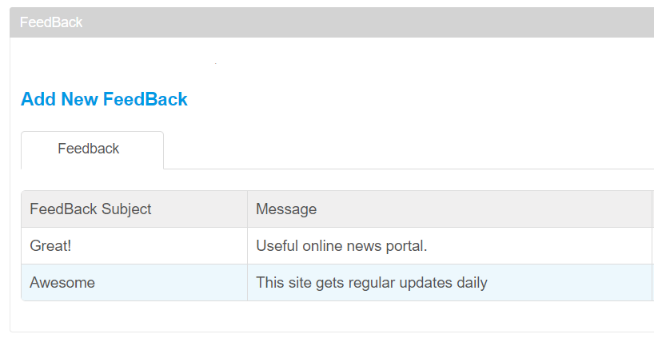 FeedBack
Add New FeedBack
Feedback
FeedBack Subject Message
Great! Useful online news portal.
Awesome This site gets regular updates daily